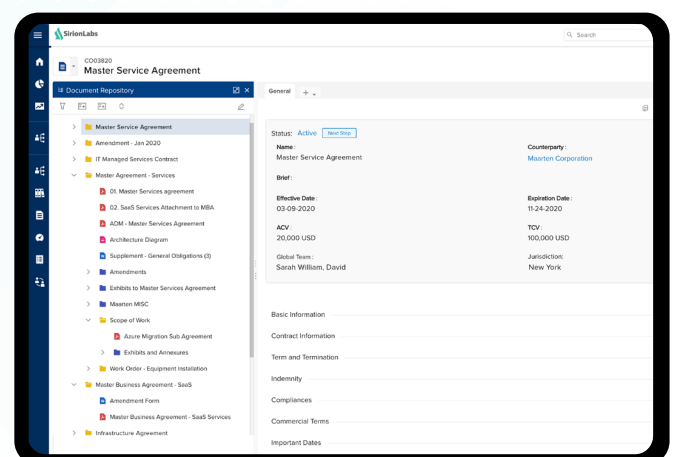 SirionLabs
Search
CO03820
Master Service Agreement
Document Repository
General
Master Service Agreement
Amendment - Jan 2020
IT Managed Services Contract
Master Agreement - Services
01. Master Services agreement
02. SaaS Services Attachment to MBA
ADM - Master Services Agreement
Architecture Diagram
Supplement - General Obligations (3)
Amendments
Exhibits to Master Services Agreement
Maarten MISC
Scope of Work
Azure Migration Sub Agreement
Exhibits and Annexures
Work Order - Equipment Installation
Master Business Agreement - SaaS
Amendment Form
Master Business Agreement - SaaS Services
Infrastructure Agreement
Status: Active Next Step
Name: Counterparty:
Master Service Agreement Maarten Corporation
Brief:
Effective Date: Expiration Date:
03-09-2020 11-24-2020
ACV: TCV:
20,000 USD 100,000 USD
Global Team: Jurisdiction:
Sarah William, David New York
Basic Information
Contract Information
Term and Termination
Indemnity
Compliances
Commercial Terms
Important Dates